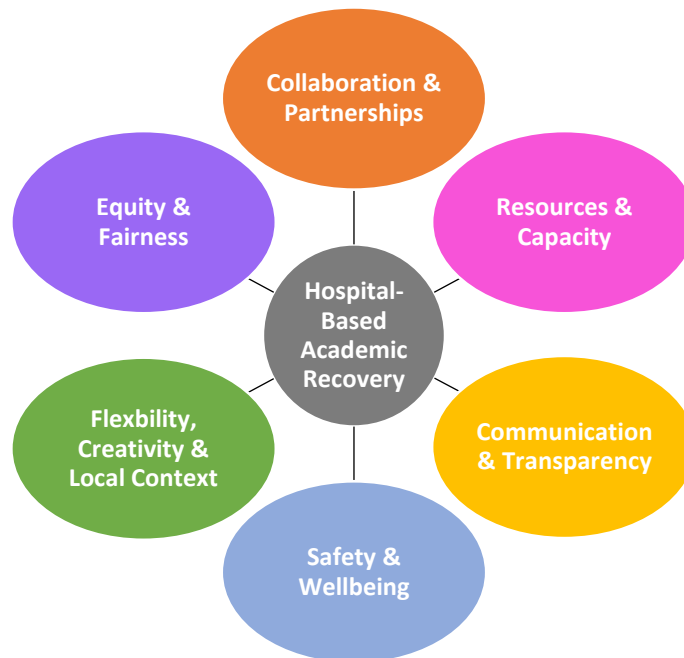 Collaboration &
Partnerships
Equity &
Fairness
Resources &
Capacity
Hospital-
Based
Academic
Recovery
Flexbility,
Creativity &
Local Context
Communication
& Transparency
Safety &
Wellbeing